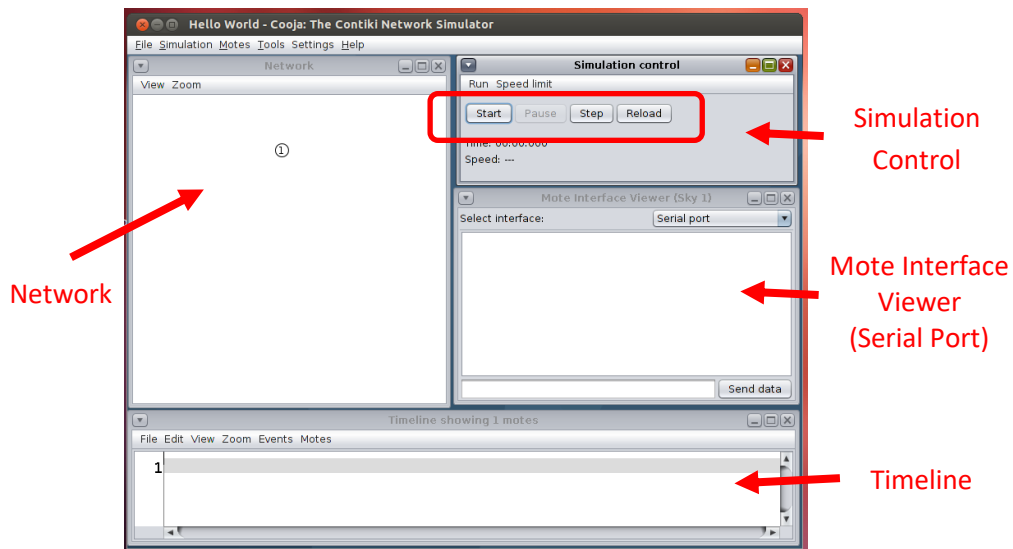 Hello World - Cooja: The Contiki Network Simulator
File Simulation Motes Tools Settings Help
Network
View Zoom
①
Simulation control
Run Speed limit
Start Pause Step Reload
Time: 00:00.000
Speed: ---
Mote Interface Viewer (Sky 1)
Select interface: Serial port
Send data
Timeline showing 1 motes
File Edit View Zoom Events Motes
1
Network
Simulation
Control
Mote Interface
Viewer
(Serial Port)
Timeline